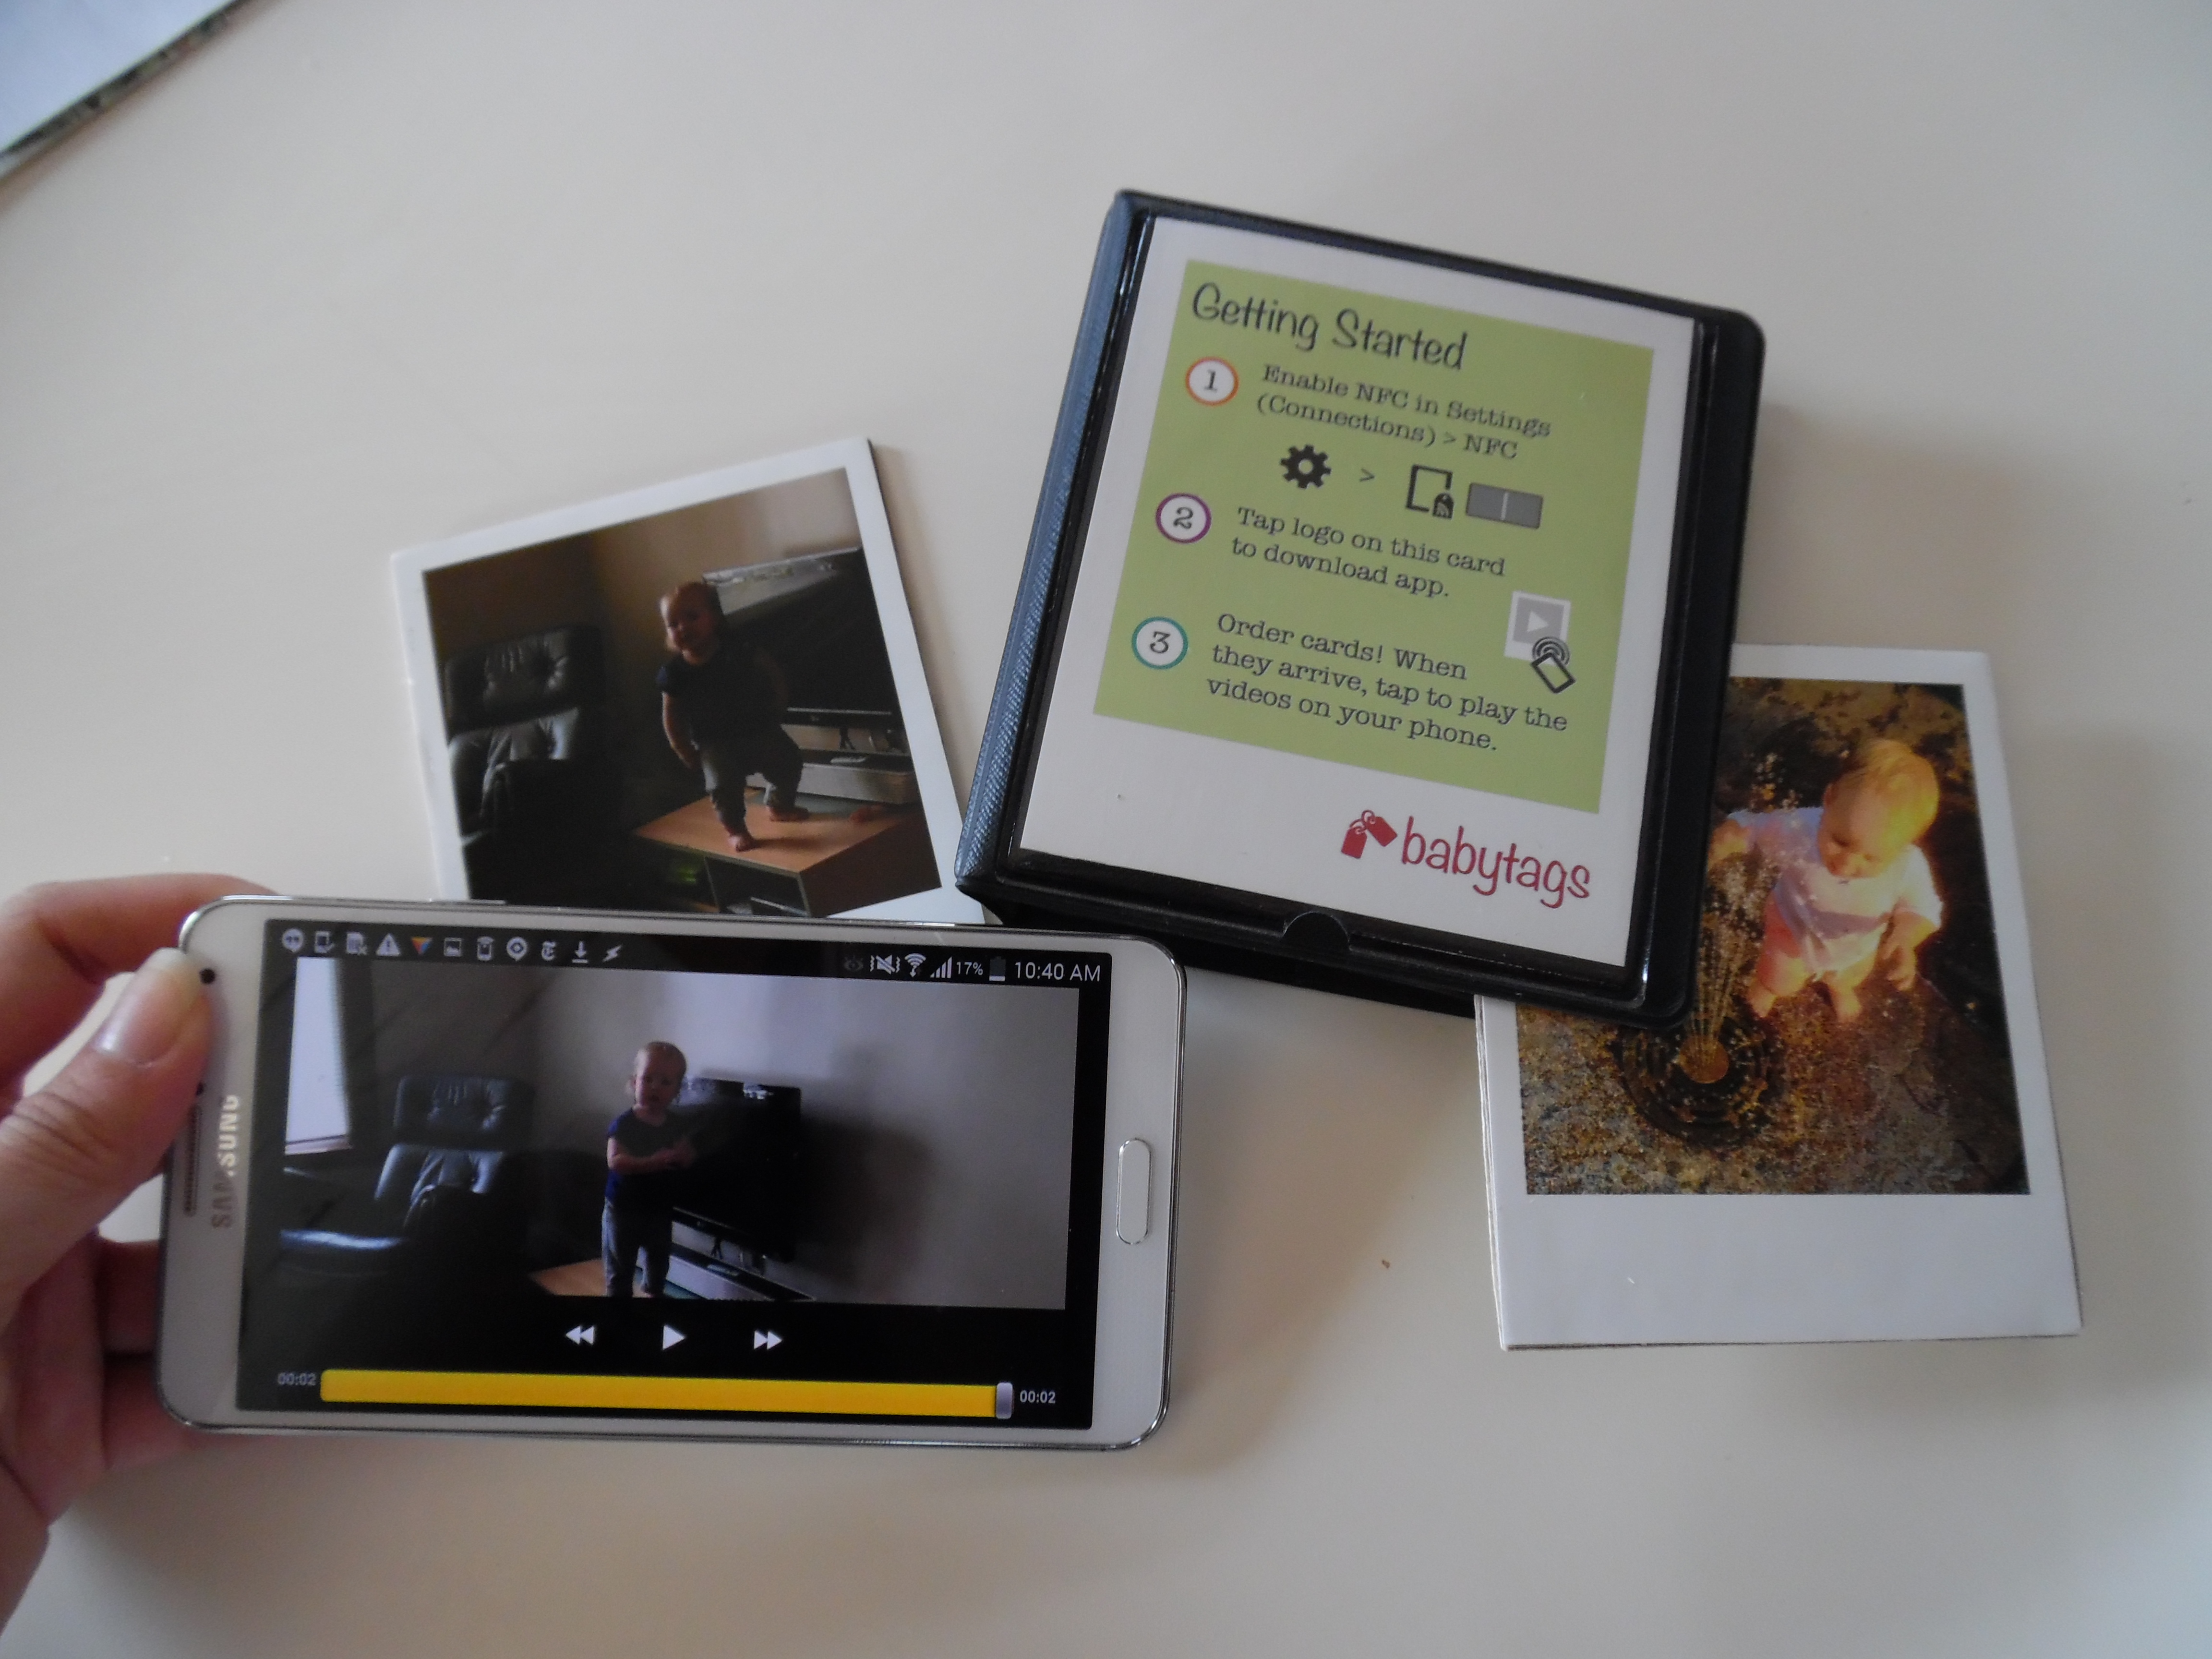 Getting Started
1
Enable NFC in Settings
(Connections) > NFC
>
2
Tap logo on this card
to download app.
3
Order cards! When
they arrive, tap to play the
videos on your phone.
babytags
17% 10:40 AM
SAMSUNG
00:02
00:02